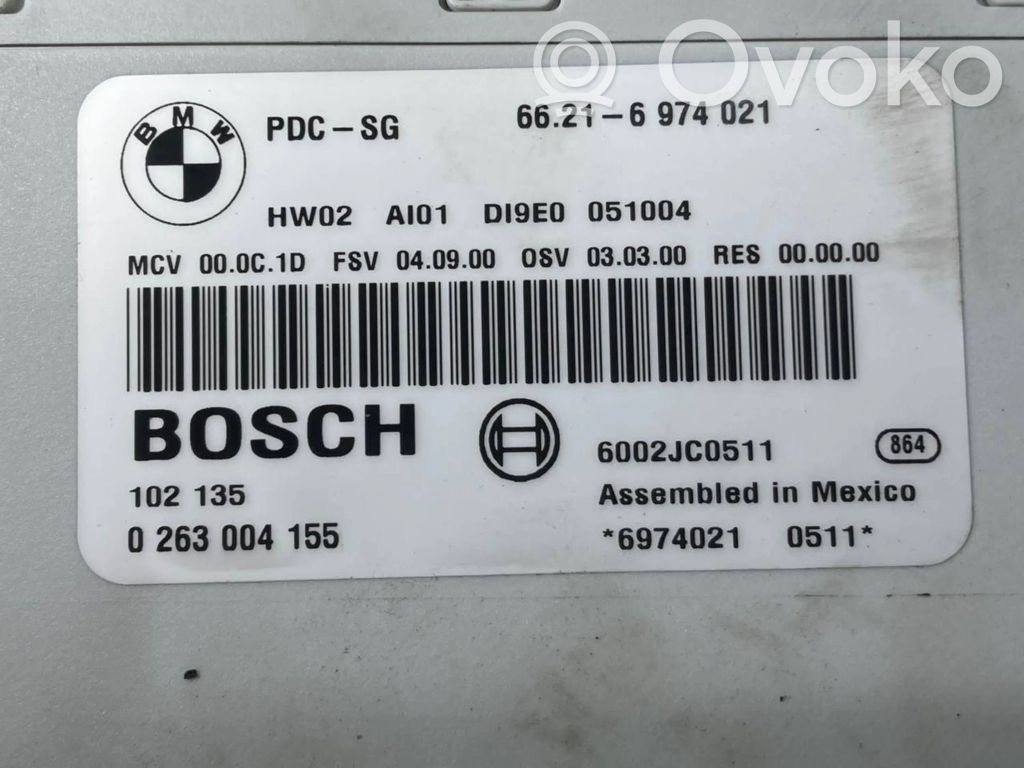 Ovoko
BMW PDC-SG 66.21-6 974 021
HW02 AI01 DI9E0 051004
MCV 00.0C.1D FSV 04.09.00 OSV 03.03.00 RES 00.00.00
BOSCH 6002JC0511 864
102 135 Assembled in Mexico
0 263 004 155 *6974021 0511*